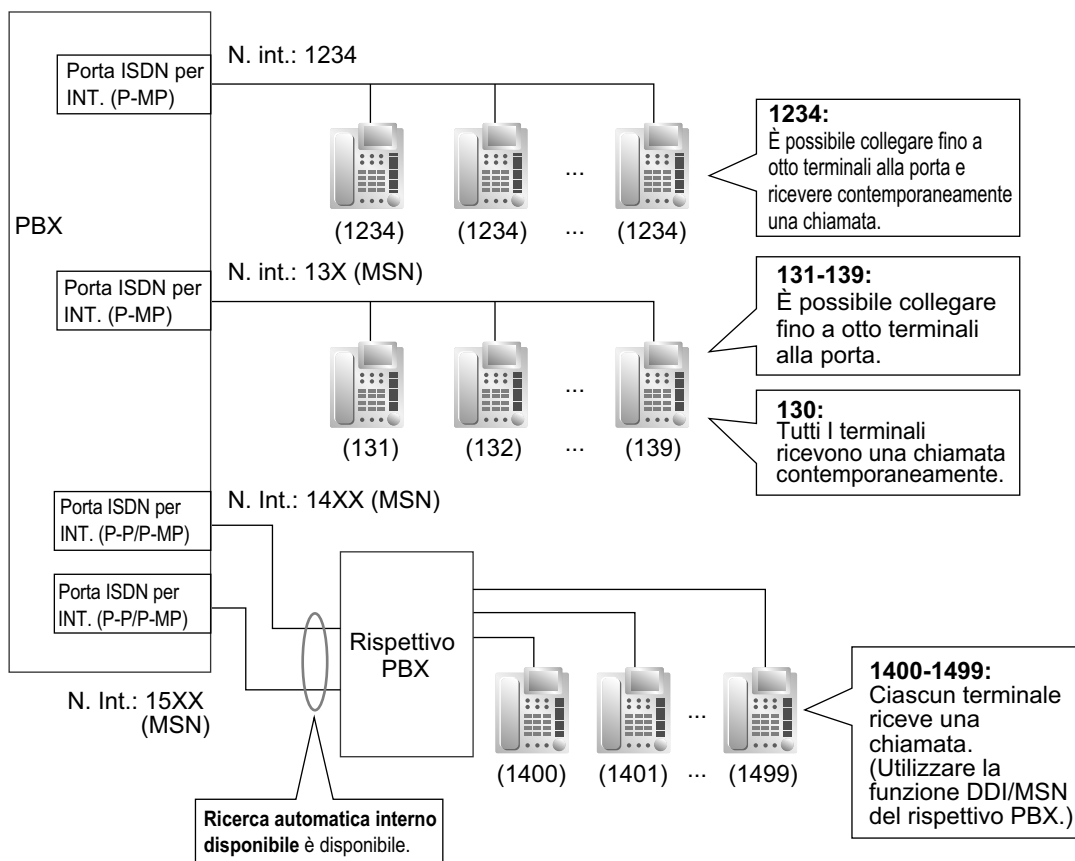 N. int.: 1234
Porta ISDN per
INT. (P-MP)
1234:
È possibile collegare fino a
otto terminali alla porta e
ricevere contemporaneamente
una chiamata.
...
(1234) (1234) ... (1234)
PBX
N. int.: 13X (MSN)
Porta ISDN per
INT. (P-MP)
131-139:
È possibile collegare
fino a otto terminali
alla porta.
...
(131) (132) ... (139)
130:
Tutti I terminali
ricevono una chiamata
contemporaneamente.
N. Int.: 14XX (MSN)
Porta ISDN per
INT. (P-P/P-MP)
Porta ISDN per
INT. (P-P/P-MP)
Rispettivo
PBX
N. Int.: 15XX
(MSN)
...
(1400) (1401) ... (1499)
1400-1499:
Ciascun terminale
riceve una
chiamata.
(Utilizzare la
funzione DDI/MSN
del rispettivo PBX.)
Ricerca automatica interno
disponibile è disponibile.